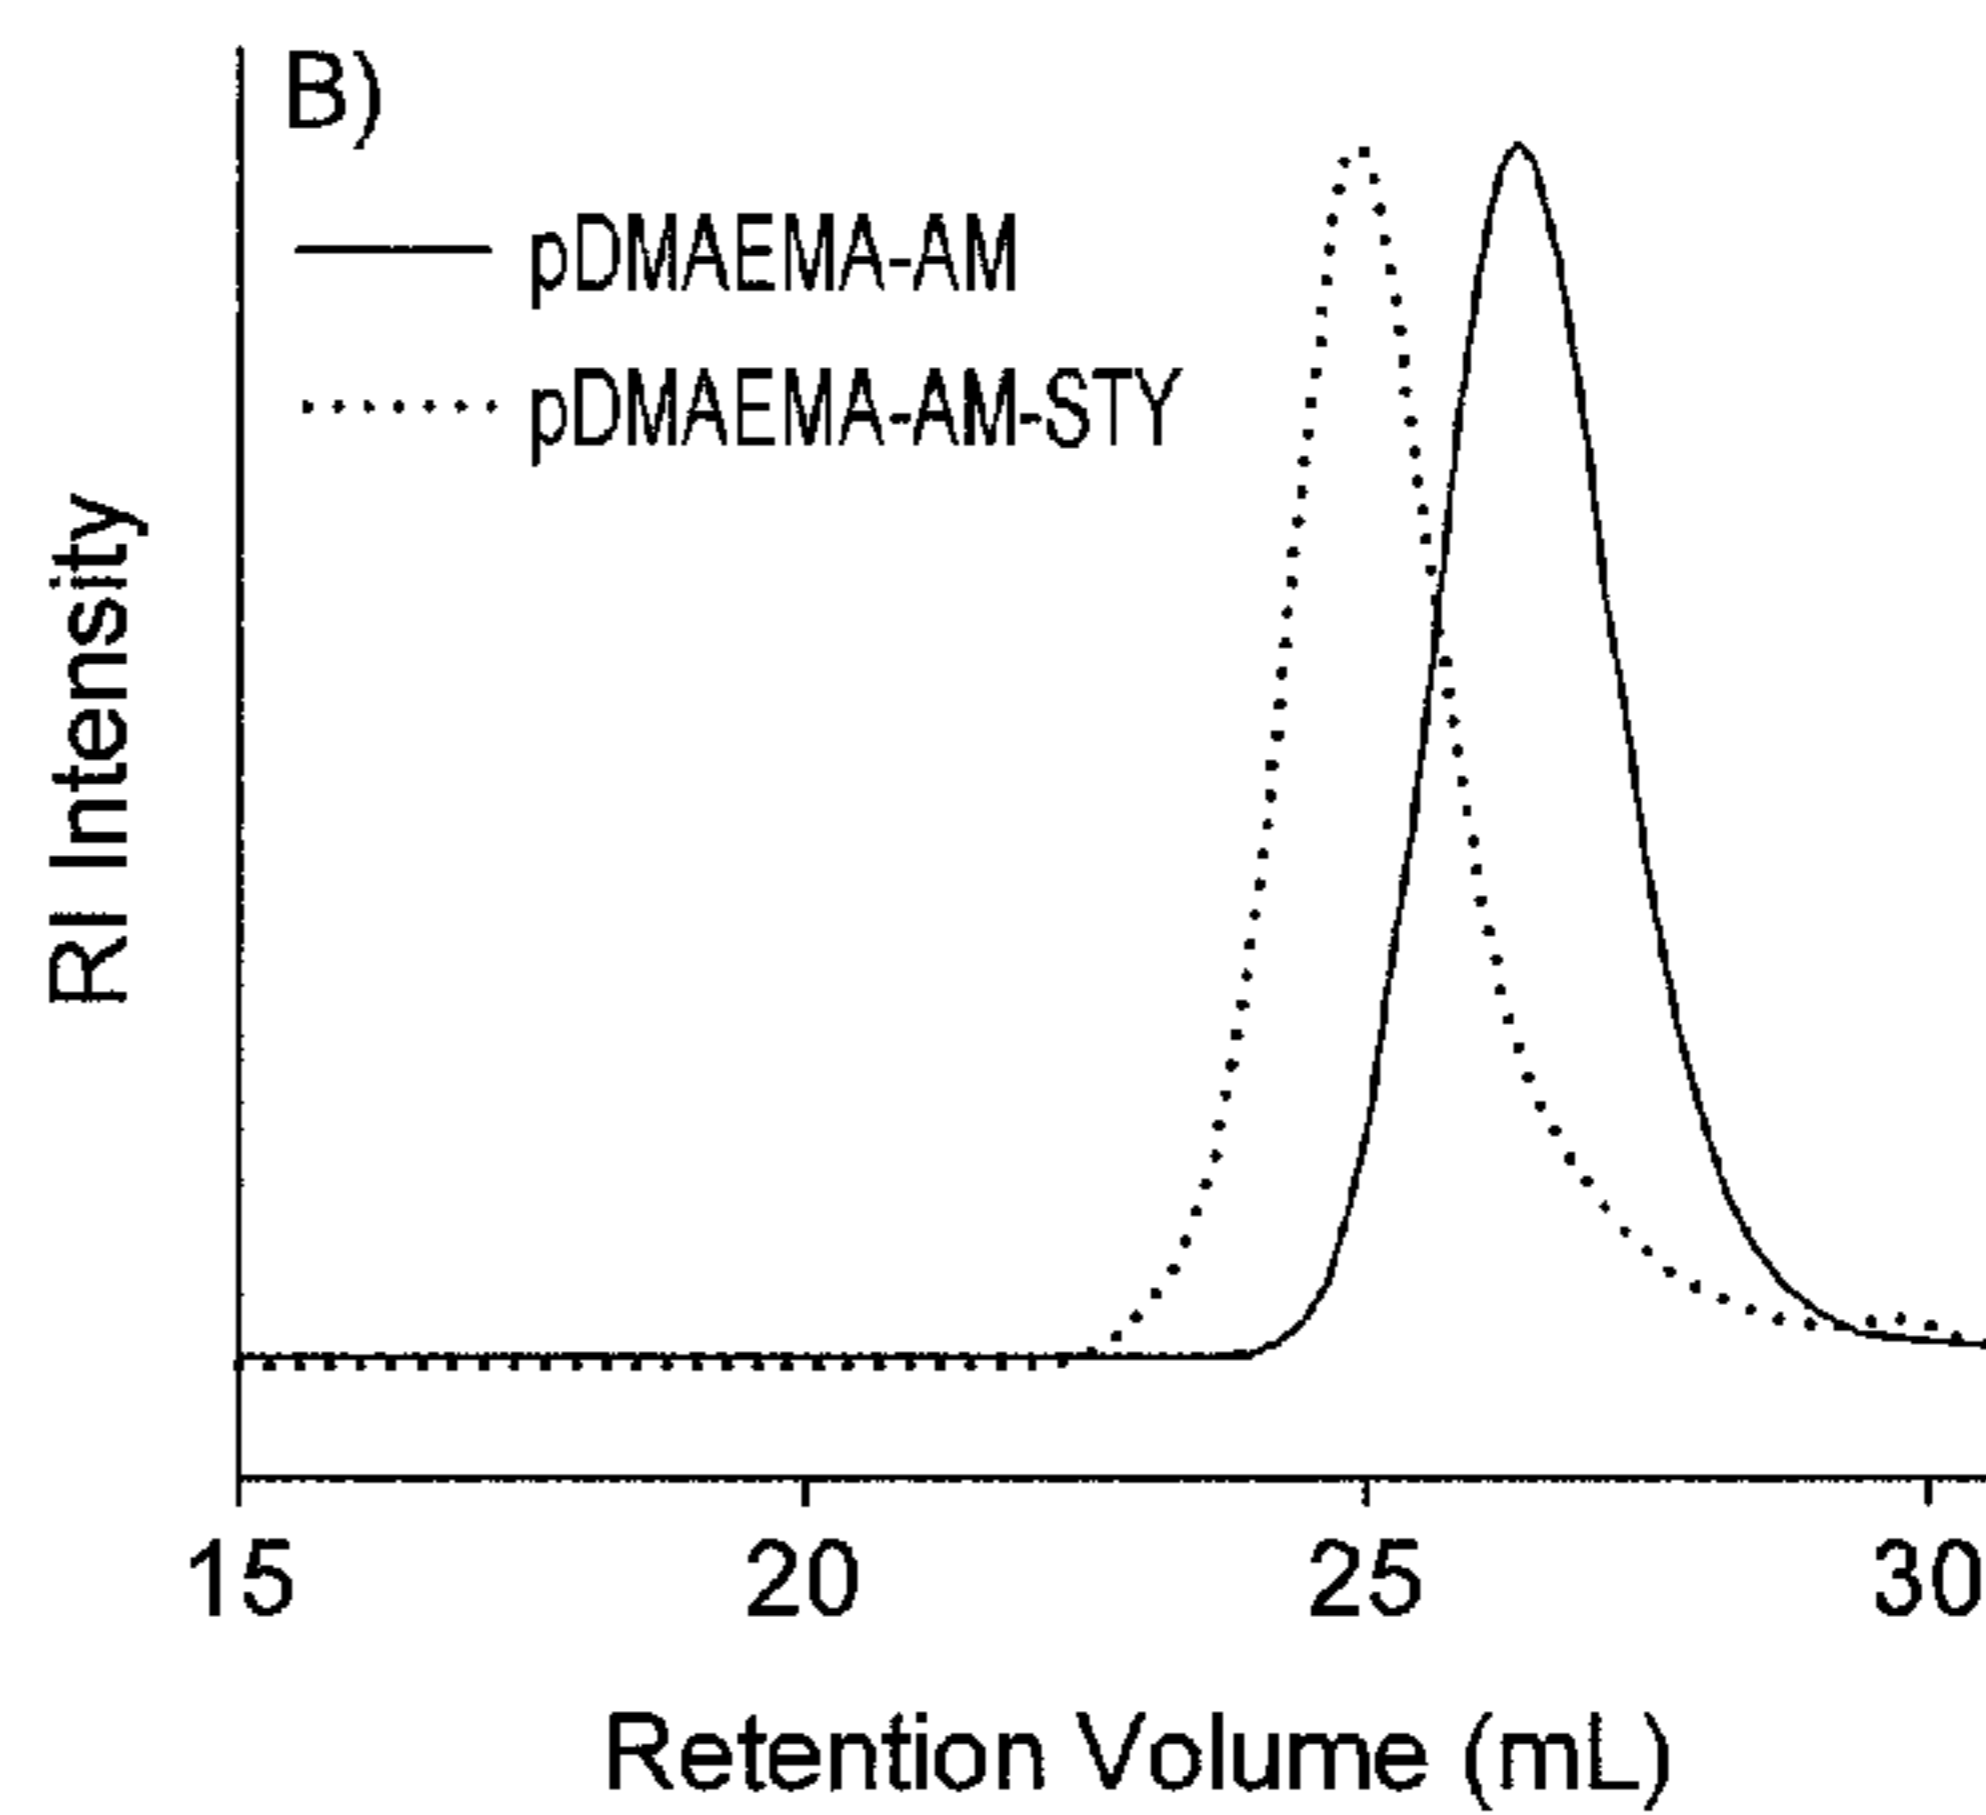 B)
pDMAEMA-AM
pDMAEMA-AM-STY
RI Intensity
15 20 25 30
Retention Volume (mL)